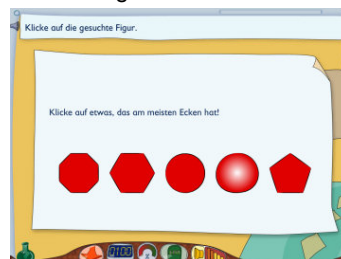 Klicke auf die gesuchte Figur.
Klicke auf etwas, das am meisten Ecken hat!